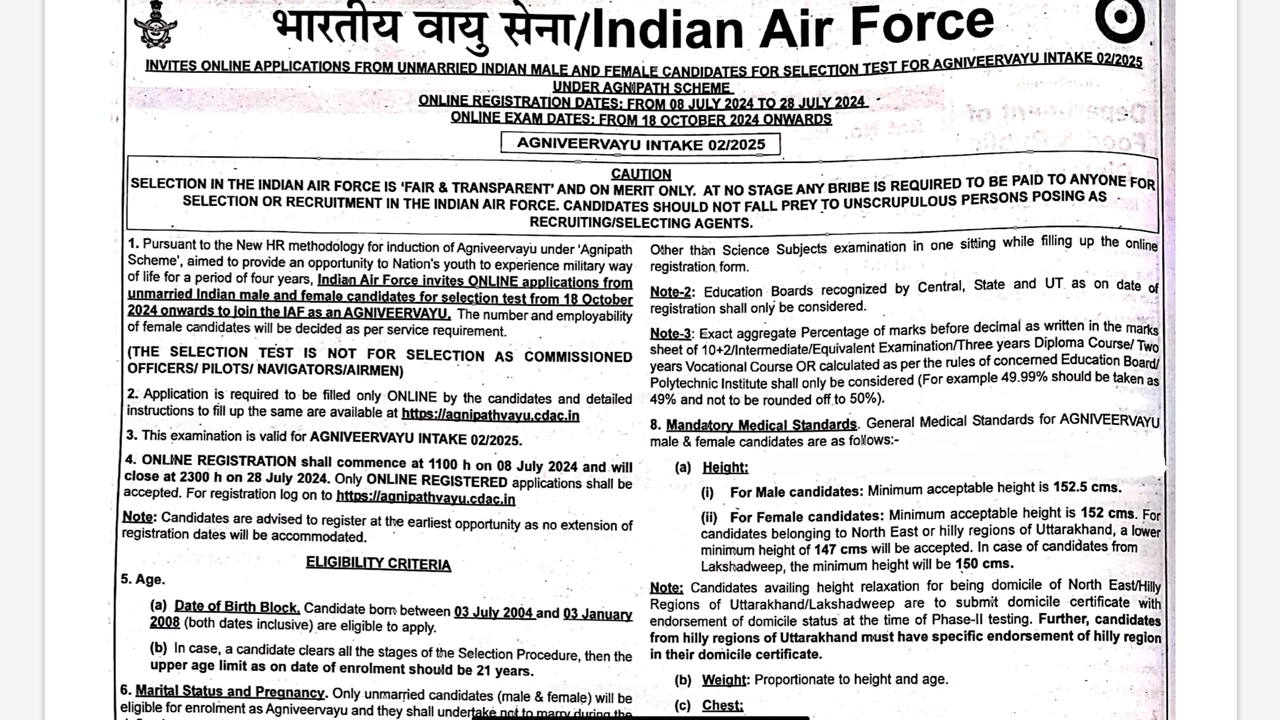 भारतीय वायु सेना/Indian Air Force
INVITES ONLINE APPLICATIONS FROM UNMARRIED INDIAN MALE AND FEMALE CANDIDATES FOR SELECTION TEST FOR AGNIVEERVAYU INTAKE 02/2025
UNDER AGNIPATH SCHEME
ONLINE REGISTRATION DATES: FROM 08 JULY 2024 TO 28 JULY 2024
ONLINE EXAM DATES: FROM 18 OCTOBER 2024 ONWARDS
AGNIVEERVAYU INTAKE 02/2025
CAUTION
SELECTION IN THE INDIAN AIR FORCE IS 'FAIR & TRANSPARENT' AND ON MERIT ONLY. AT NO STAGE ANY BRIBE IS REQUIRED TO BE PAID TO ANYONE FOR
SELECTION OR RECRUITMENT IN THE INDIAN AIR FORCE. CANDIDATES SHOULD NOT FALL PREY TO UNSCRUPULOUS PERSONS POSING AS
RECRUITING/SELECTING AGENTS.
1. Pursuant to the New HR methodology for induction of Agniveervayu under 'Agnipath
Scheme', aimed to provide an opportunity to Nation's youth to experience military way
of life for a period of four years, Indian Air Force invites ONLINE applications from
unmarried Indian male and female candidates for selection test from 18 October
2024 onwards to join the IAF as an AGNIVEERVAYU. The number and employability
of female candidates will be decided as per service requirement.
(THE SELECTION TEST IS NOT FOR SELECTION AS COMMISSIONED
OFFICERS/ PILOTS/ NAVIGATORS/AIRMEN)
2. Application is required to be filled only ONLINE by the candidates and detailed
instructions to fill up the same are available at https://agnipathvayu.cdac.in
3. This examination is valid for AGNIVEERVAYU INTAKE 02/2025.
4. ONLINE REGISTRATION shall commence at 1100 h on 08 July 2024 and will
close at 2300 h on 28 July 2024. Only ONLINE REGISTERED applications shall be
accepted. For registration log on to https://agnipathvayu.cdac.in
Note: Candidates are advised to register at the earliest opportunity as no extension of
registration dates will be accommodated.
ELIGIBILITY CRITERIA
5. Age.
(a) Date of Birth Block. Candidate born between 03 July 2004 and 03 January
2008 (both dates inclusive) are eligible to apply.
(b) In case, a candidate clears all the stages of the Selection Procedure, then the
upper age limit as on date of enrolment should be 21 years.
6. Marital Status and Pregnancy. Only unmarried candidates (male & female) will be
eligible for enrolment as Agniveervayu and they shall undertake not to marry during the
Other than Science Subjects examination in one sitting while filling up the online
registration form.
Note-2: Education Boards recognized by Central, State and UT as on date of
registration shall only be considered.
Note-3: Exact aggregate Percentage of marks before decimal as written in the marks
sheet of 10+2/Intermediate/Equivalent Examination/Three years Diploma Course/ Two
years Vocational Course OR calculated as per the rules of concerned Education Board/
Polytechnic Institute shall only be considered (For example 49.99% should be taken as
49% and not to be rounded off to 50%).
8. Mandatory Medical Standards. General Medical Standards for AGNIVEERVAYU
male & female candidates are as follows:-
(a) Height:
(i) For Male candidates: Minimum acceptable height is 152.5 cms.
(ii) For Female candidates: Minimum acceptable height is 152 cms. For
candidates belonging to North East or hilly regions of Uttarakhand, a lower
minimum height of 147 cms will be accepted. In case of candidates from
Lakshadweep, the minimum height will be 150 cms.
Note: Candidates availing height relaxation for being domicile of North East/Hilly
Regions of Uttarakhand/Lakshadweep are to submit domicile certificate with
endorsement of domicile status at the time of Phase-II testing. Further, candidates
from hilly regions of Uttarakhand must have specific endorsement of hilly region
in their domicile certificate.
(b) Weight: Proportionate to height and age.
(c) Chest: